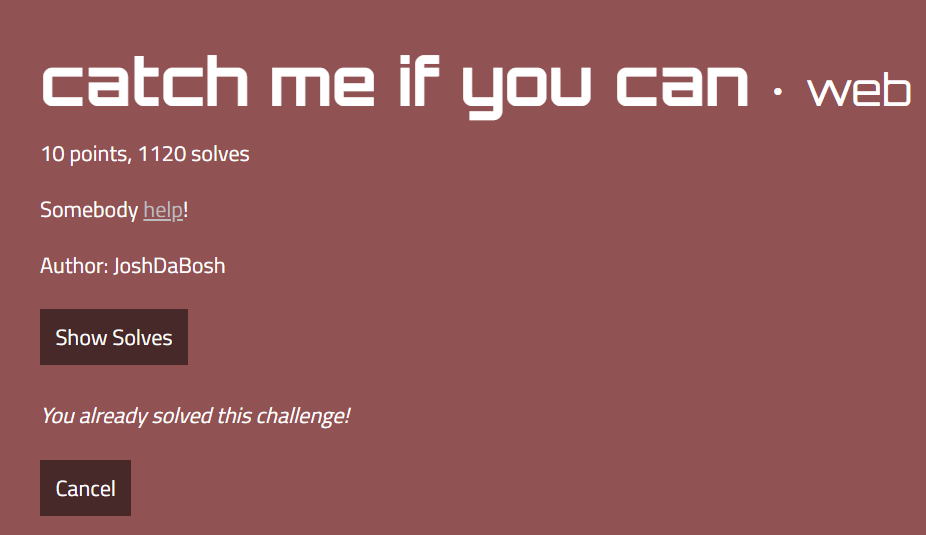 catch me if you can · web
10 points, 1120 solves
Somebody help!
Author: JoshDaBosh
Show Solves
You already solved this challenge!
Cancel